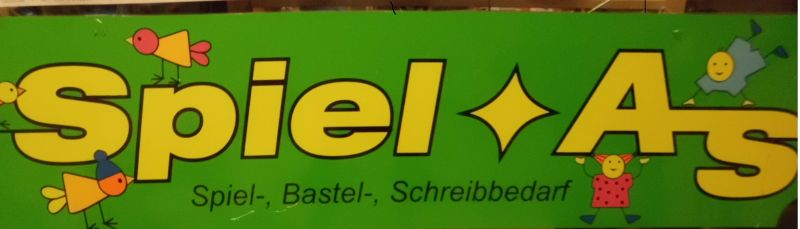 Spiel As
Spiel-, Bastel-, Schreibbedarf